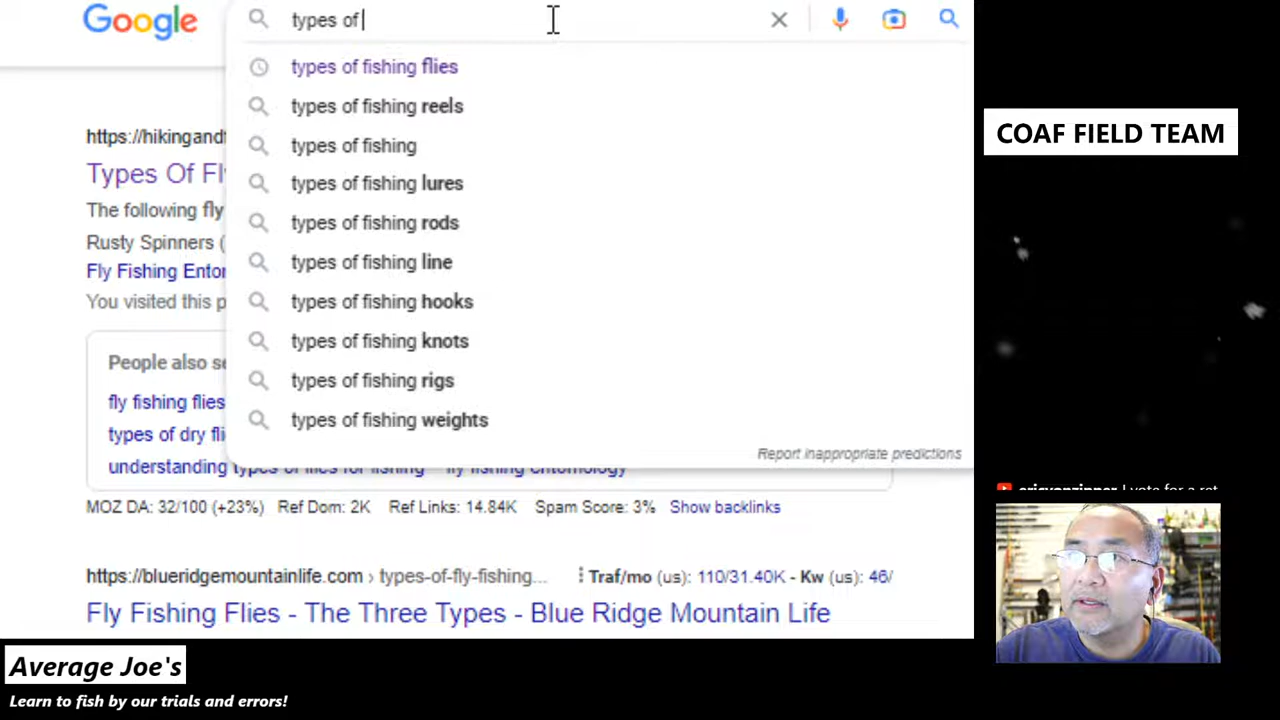 Google
types of
types of fishing flies
types of fishing reels
types of fishing
types of fishing lures
types of fishing rods
types of fishing line
types of fishing hooks
types of fishing knots
types of fishing rigs
types of fishing weights
Report inappropriate predictions
https://hikingandf
Types Of Fl
The following fly
Rusty Spinners (
Fly Fishing Entor
You visited this p
People also se
fly fishing flies
types of dry fli
understanding types of flies for fishing fly fishing entomology
MOZ DA: 32/100 (+23%) Ref Dom: 2K Ref Links: 14.84K Spam Score: 3% Show backlinks
https://blueridgemountainlife.com › types-of-fly-fishing... Traf/mo (us): 110/31.40K - Kw (us): 46/
Fly Fishing Flies - The Three Types - Blue Ridge Mountain Life
COAF FIELD TEAM
I vote for a ret
Average Joe's
Learn to fish by our trials and errors!